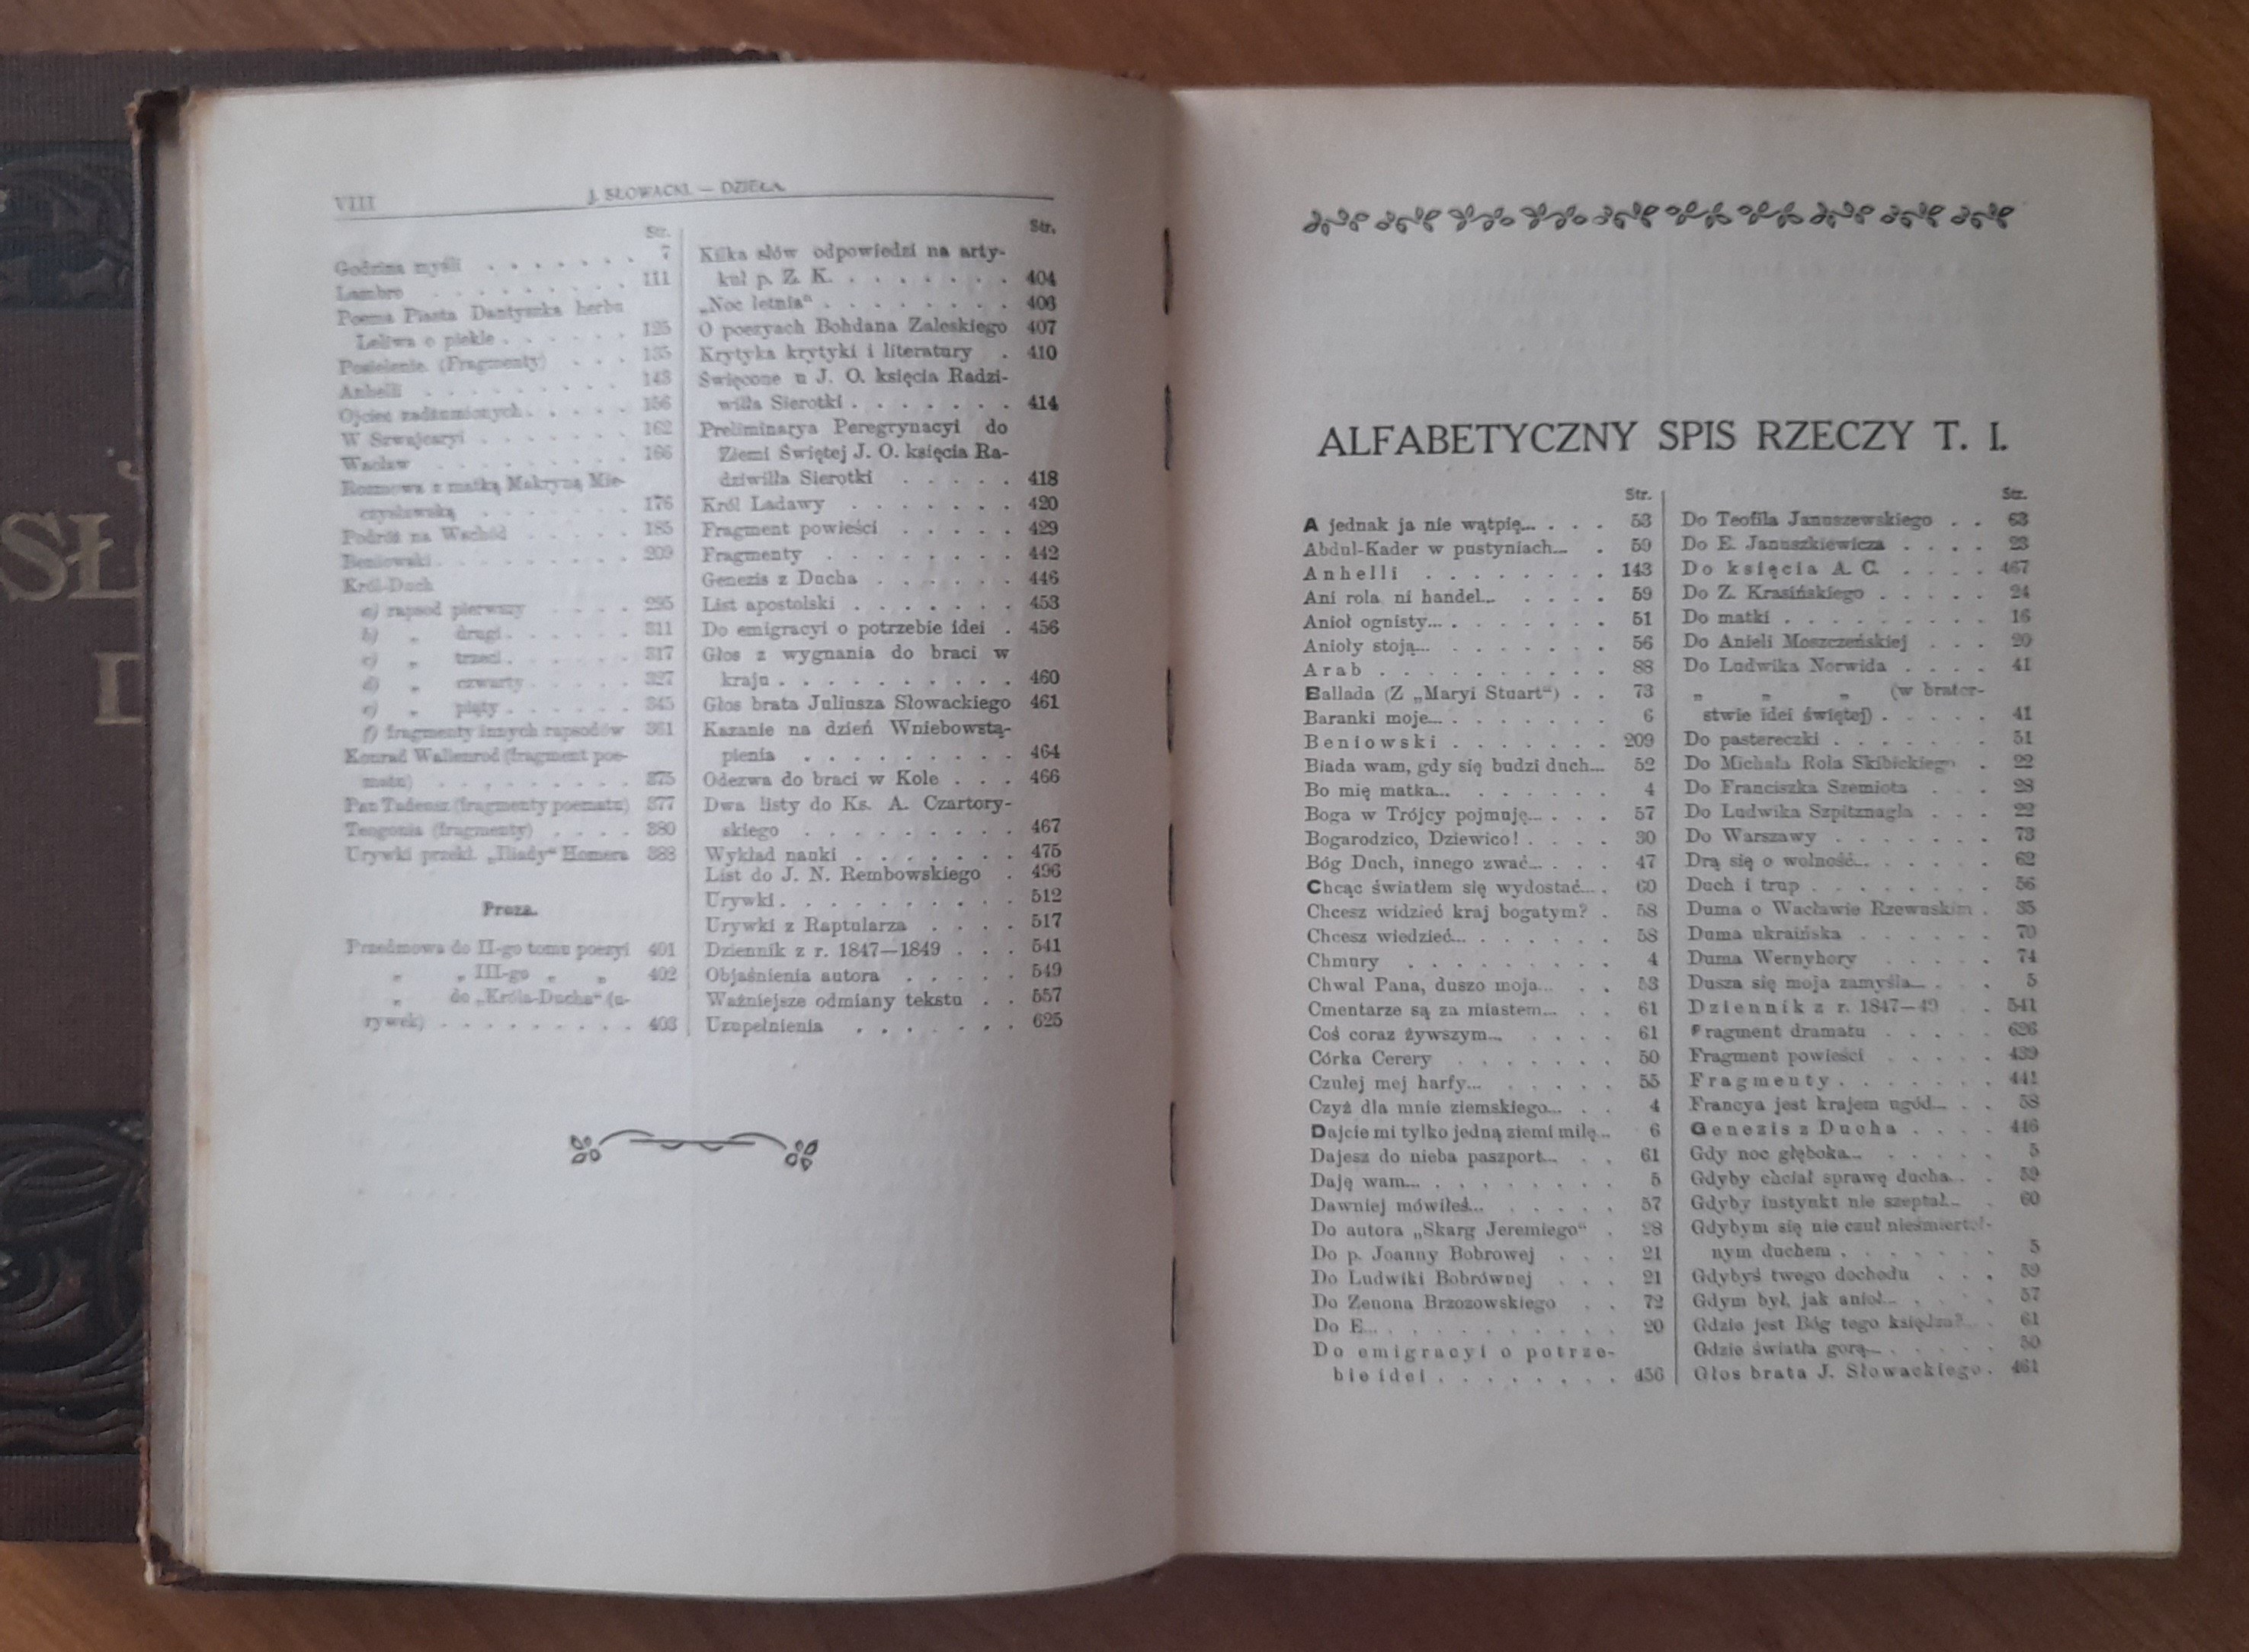 SŁ
D
VIII
J. SŁOWACKI. — DZIEŁA.
Str.
Godzina myśli . . . . . . . 7
Lambro . . . . . . . . . 111
Poema Piasta Dantyszka herbu
Leliwa o piekle . . . . . . 125
Posielenie. (Fragmenty) . . . 135
Anhelli . . . . . . . . . 143
Ojciec zadżumionych . . . . . 156
W Szwajcaryi . . . . . . . 162
Wacław . . . . . . . . . 166
Rozmowa z matką Makryną Mie-
czysławską . . . . . . . 176
Podróż na Wschód . . . . . 185
Beniowski . . . . . . . . 209
Król-Duch
a) rapsod pierwszy . . . . 295
b) „ drugi . . . . . . 311
c) „ trzeci . . . . . . 317
d) „ czwarty . . . . . 327
e) „ piąty . . . . . . 345
f) fragmenty innych rapsodów 361
Konrad Wallenrod (fragment poe-
matu) . . . . . . . . . 375
Pan Tadeusz (fragmenty poematu) 377
Teogonia (fragmenty) . . . . 380
Urywki przekł. „Iliady“ Homera 388
Proza.
Przedmowa do II-go tomu poezyi 401
„ „ III-go „ „ 402
„ do „Króla-Ducha“ (u-
rywek) . . . . . . . . . 403
Str.
Kilka słów odpowiedzi na arty-
kuł p. Z. K. . . . . . . . 404
„Noc letnia“ . . . . . . . . 406
O poezyach Bohdana Zaleskiego 407
Krytyka krytyki i literatury . 410
Święcone u J. O. księcia Radzi-
wiłła Sierotki . . . . . . . 414
Preliminarya Peregrynacyi do
Ziemi Świętej J. O. księcia Ra-
dziwiłła Sierotki . . . . . 418
Król Ladawy . . . . . . . 420
Fragment powieści . . . . . 429
Fragmenty . . . . . . . . 442
Genezis z Ducha . . . . . . 446
List apostolski . . . . . . . 453
Do emigracyi o potrzebie idei . 456
Głos z wygnania do braci w
kraju . . . . . . . . . . 460
Głos brata Juliusza Słowackiego 461
Kazanie na dzień Wniebowstą-
pienia . . . . . . . . . 464
Odezwa do braci w Kole . . . 466
Dwa listy do Ks. A. Czartory-
skiego . . . . . . . . . 467
Wykład nauki . . . . . . . 475
List do J. N. Rembowskiego . 496
Urywki . . . . . . . . . . 512
Urywki z Raptularza . . . . 517
Dziennik z r. 1847—1849 . . . 541
Objaśnienia autora . . . . . 549
Ważniejsze odmiany tekstu . . 557
Uzupełnienia . . . . . . . 625
ALFABETYCZNY SPIS RZECZY T. I.
Str.
A jednak ja nie wątpię... . . . 53
Abdul-Kader w pustyniach... . 59
Anhelli . . . . . . . . 143
Ani rola ni handel... . . . . 59
Anioł ognisty... . . . . . . . 51
Anioły stoją... . . . . . . . 56
Arab . . . . . . . . . . 88
Ballada (Z „Maryi Stuart“) . . 73
Baranki moje... . . . . . . . 6
Beniowski . . . . . . . 209
Biada wam, gdy się budzi duch... 52
Bo mię matka... . . . . . . 4
Boga w Trójcy pojmuję... . . . 57
Bogarodzico, Dziewico! . . . . 30
Bóg Duch, innego zwać... . . . 47
Chcąc światłem się wydostać... . 60
Chcesz widzieć kraj bogatym? . 58
Chcesz wiedzieć... . . . . . . 58
Chmury . . . . . . . . . 4
Chwal Pana, duszo moja... . . 53
Cmentarze są za miastem... . . 61
Coś coraz żywszym... . . . . 61
Córka Cerery . . . . . . . 50
Czułej mej harfy... . . . . . 55
Czyż dla mnie ziemskiego... . . 4
Dajcie mi tylko jedną ziemi milę... 6
Dajesz do nieba paszport... . . 61
Daję wam... . . . . . . . . 5
Dawniej mówiłeś... . . . . . 57
Do autora „Skarg Jeremiego“ . 28
Do p. Joanny Bobrowej . . . 21
Do Ludwiki Bobrównej . . . 21
Do Zenona Brzozowskiego . . 72
Do E... . . . . . . . . . . 20
Do emigracyi o potrze-
bie idei . . . . . . . . 456
Str.
Do Teofila Januszewskiego . . 63
Do E. Januszkiewicza . . . . 23
Do księcia A. C. . . . . 467
Do Z. Krasińskiego . . . . . 24
Do matki . . . . . . . . . 16
Do Anieli Moszczeńskiej . . . 20
Do Ludwika Norwida . . . . 41
„ „ „ (w brater-
stwie idei świętej) . . . . . 41
Do pastereczki . . . . . . . 51
Do Michała Rola Skibickiego . 22
Do Franciszka Szemiota . . . 28
Do Ludwika Szpitznagla . . . 22
Do Warszawy . . . . . . . 73
Drą się o wolność... . . . . . 62
Duch i trup . . . . . . . . 56
Duma o Wacławie Rzewuskim . 35
Duma ukraińska . . . . . . 70
Duma Wernyhory . . . . . 74
Dusza się moja zamyśla... . . . 5
Dziennik z r. 1847—49 . . 541
Fragment dramatu . . . . . 626
Fragment powieści . . . . . 439
Fragmenty . . . . . . . 441
Francya jest krajem ugód... . . 58
Genezis z Ducha . . . . 446
Gdy noc głęboka... . . . . . 5
Gdyby chciał sprawę ducha... . 59
Gdyby instynkt nie szeptał... . 60
Gdybym się nie czuł nieśmiertel-
nym duchem . . . . . . . 5
Gdybyś twego dochodu . . . 59
Gdym był, jak anioł... . . . . 57
Gdzie jest Bóg tego księdza?... . 61
Gdzie światła gorą... . . . . . 50
Głos brata J. Słowackiego . 461